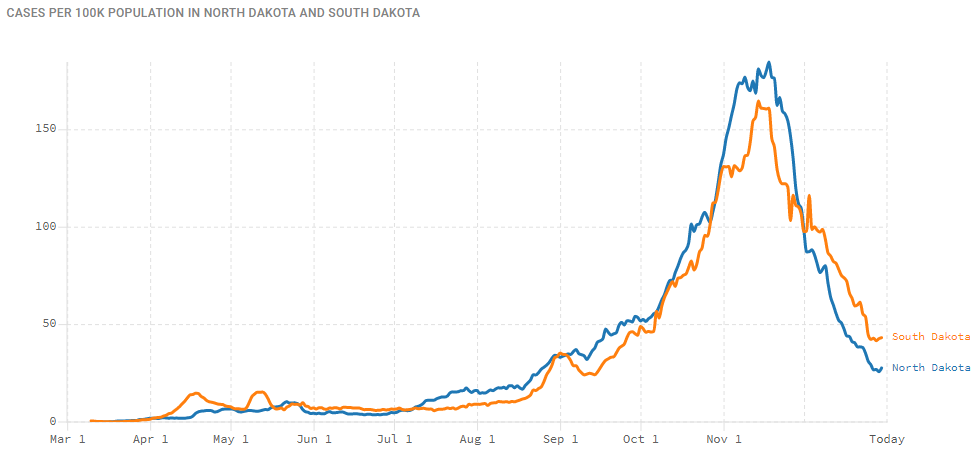 CASES PER 100K POPULATION IN NORTH DAKOTA AND SOUTH DAKOTA
150
100
50
0
South Dakota
North Dakota
Mar 1 Apr 1 May 1 Jun 1 Jul 1 Aug 1 Sep 1 Oct 1 Nov 1 Today